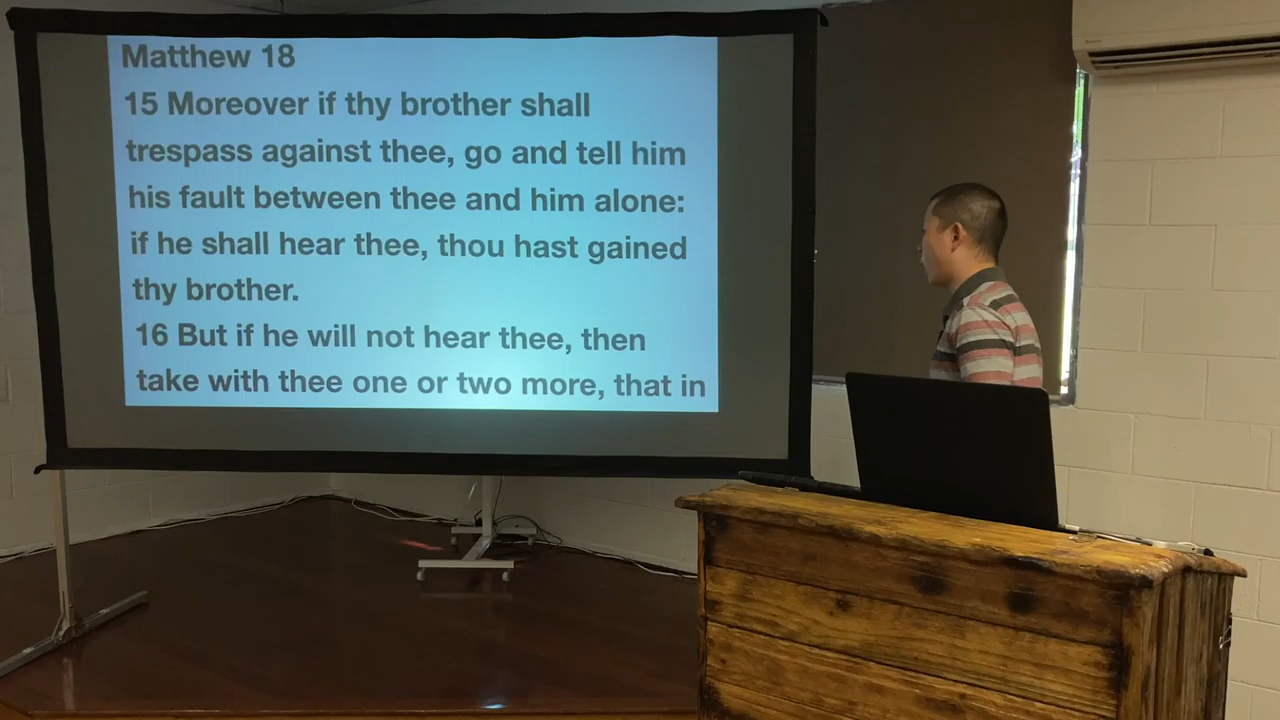 Matthew 18
15 Moreover if thy brother shall
trespass against thee, go and tell him
his fault between thee and him alone:
if he shall hear thee, thou hast gained
thy brother.
16 But if he will not hear thee, then
take with thee one or two more, that in